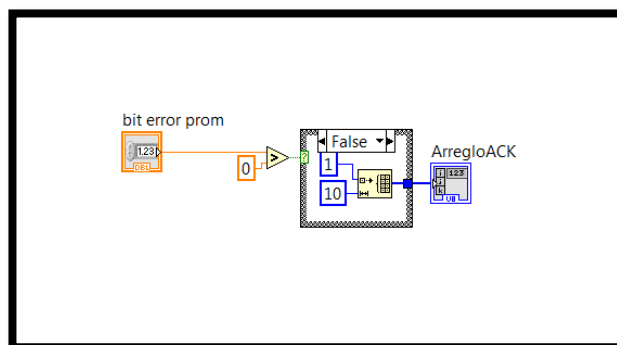 bit error prom
1.23
DBL
0
>
?
False
1
10
ArregloACK
i
j
k
123
U8